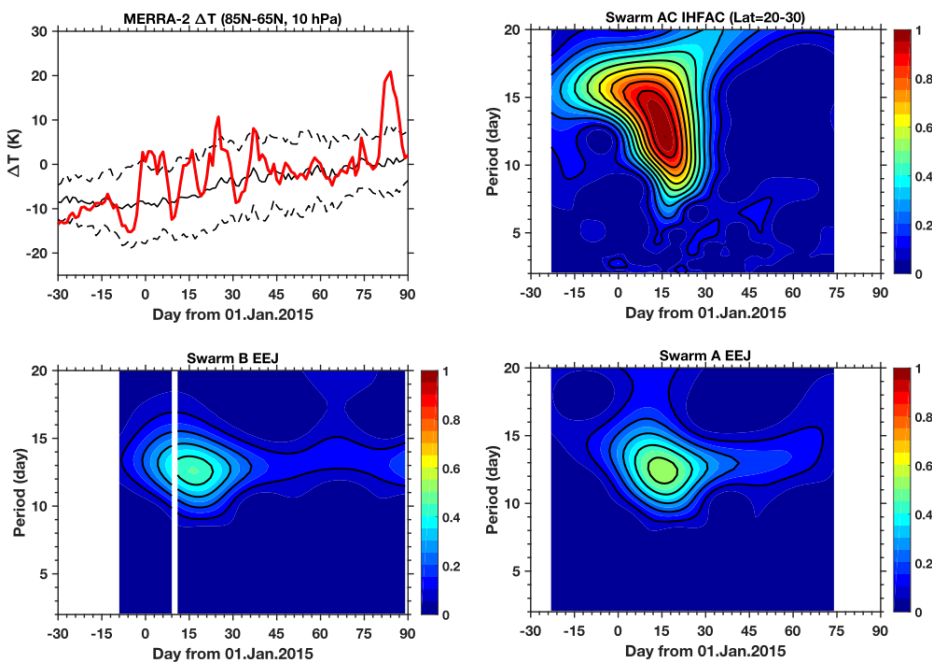 MERRA-2 ΔT (85N-65N, 10 hPa)
30
20
10
0
-10
-20
ΔT (K)
-30 -15 0 15 30 45 60 75 90
Day from 01.Jan.2015
Swarm AC IHFAC (Lat=20-30)
20
15
10
5
Period (day)
-30 -15 0 15 30 45 60 75 90
Day from 01.Jan.2015
1
0.8
0.6
0.4
0.2
0
Swarm B EEJ
20
15
10
5
Period (day)
-30 -15 0 15 30 45 60 75 90
Day from 01.Jan.2015
1
0.8
0.6
0.4
0.2
0
Swarm A EEJ
20
15
10
5
Period (day)
-30 -15 0 15 30 45 60 75 90
Day from 01.Jan.2015
1
0.8
0.6
0.4
0.2
0